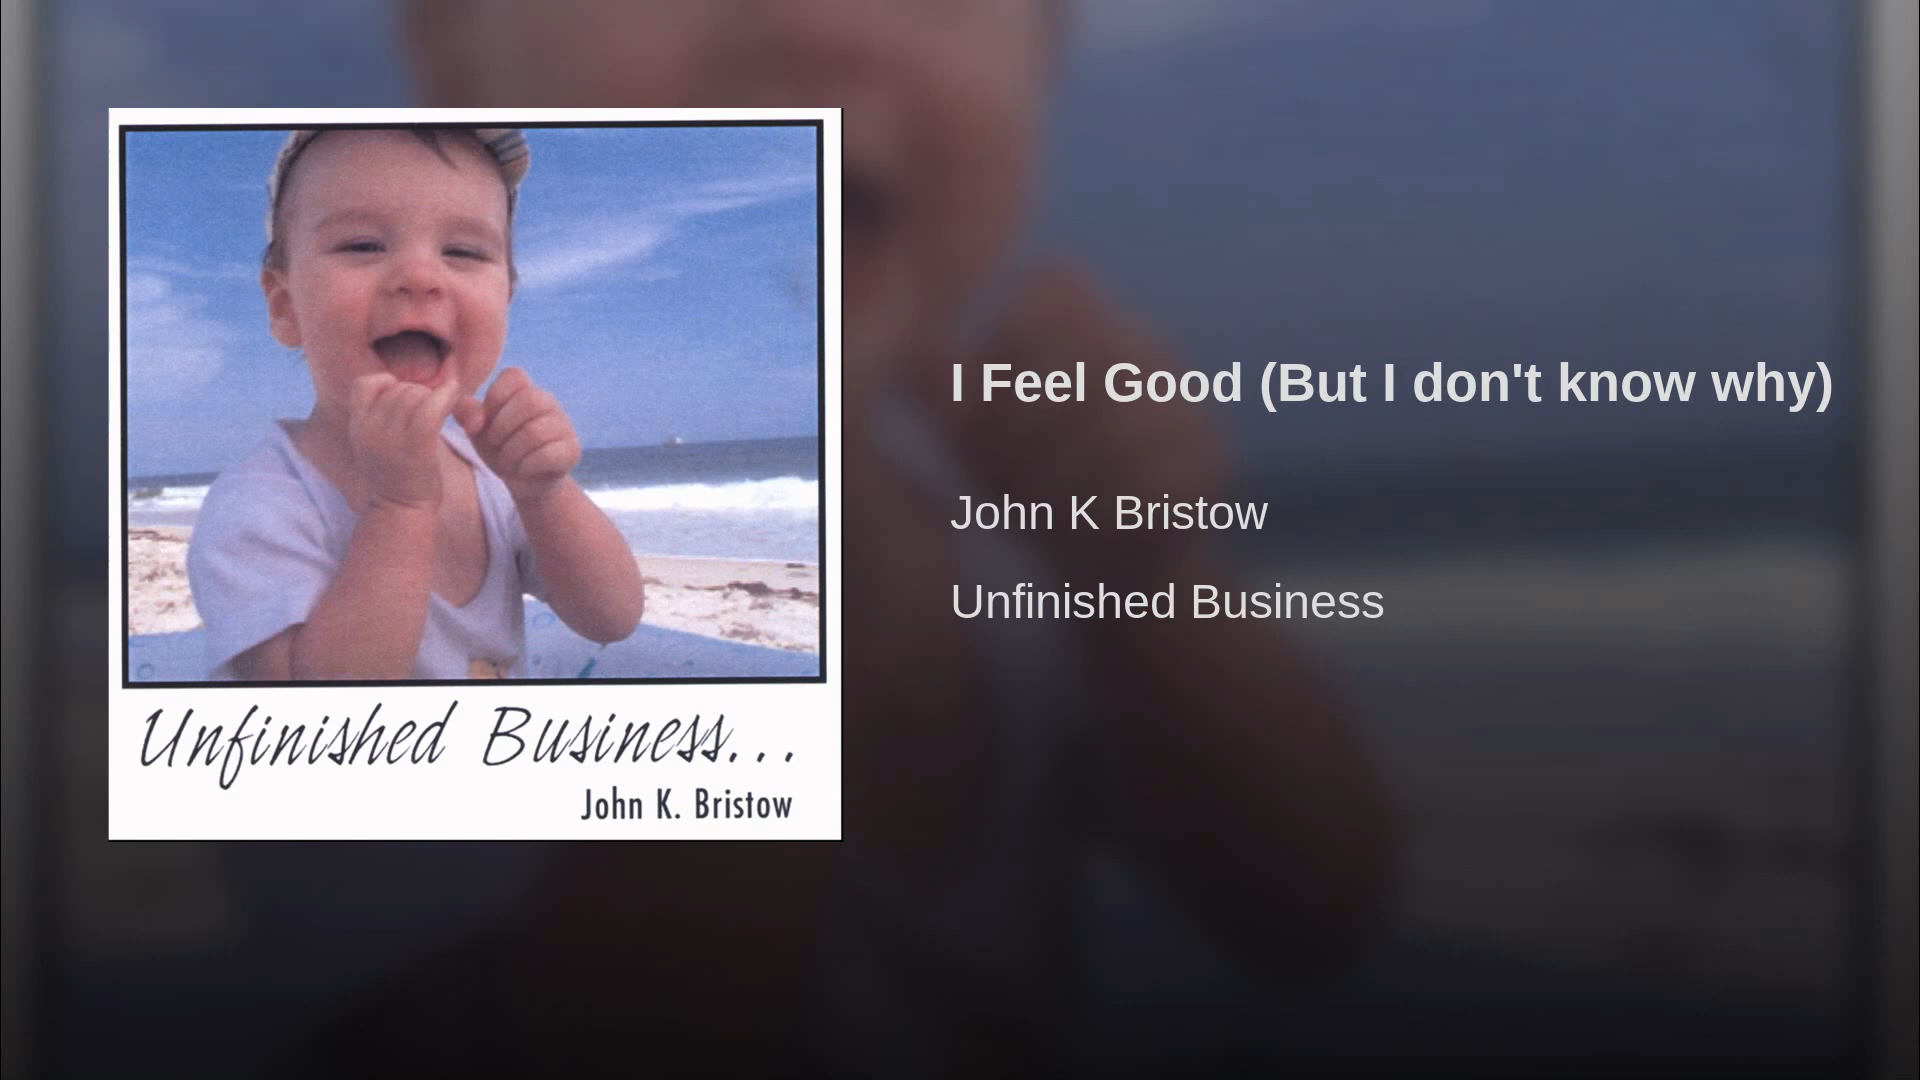 Unfinished Business...
John K. Bristow
I Feel Good (But I don't know why)
John K Bristow
Unfinished Business